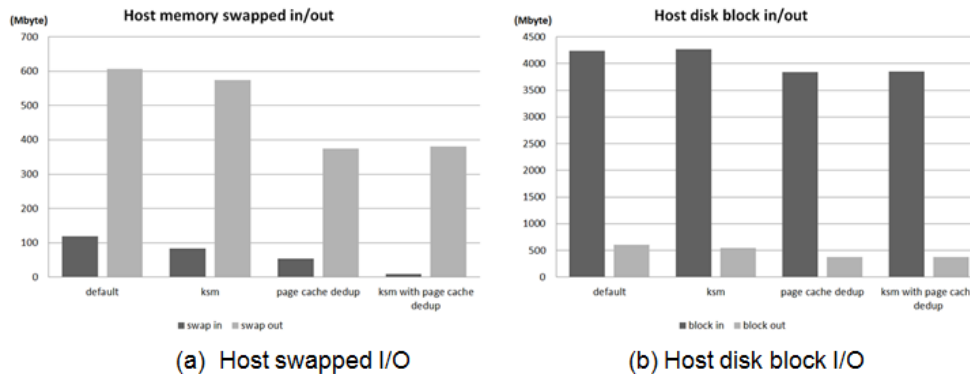 Host memory swapped in/out
(Mbyte)
700
600
500
400
300
200
100
0
default
ksm
page cache dedup
ksm with page cache
dedup
swap in
swap out
(a) Host swapped I/O
Host disk block in/out
(Mbyte)
4500
4000
3500
3000
2500
2000
1500
1000
500
0
default
ksm
page cache dedup
ksm with page cache
dedup
block in
block out
(b) Host disk block I/O